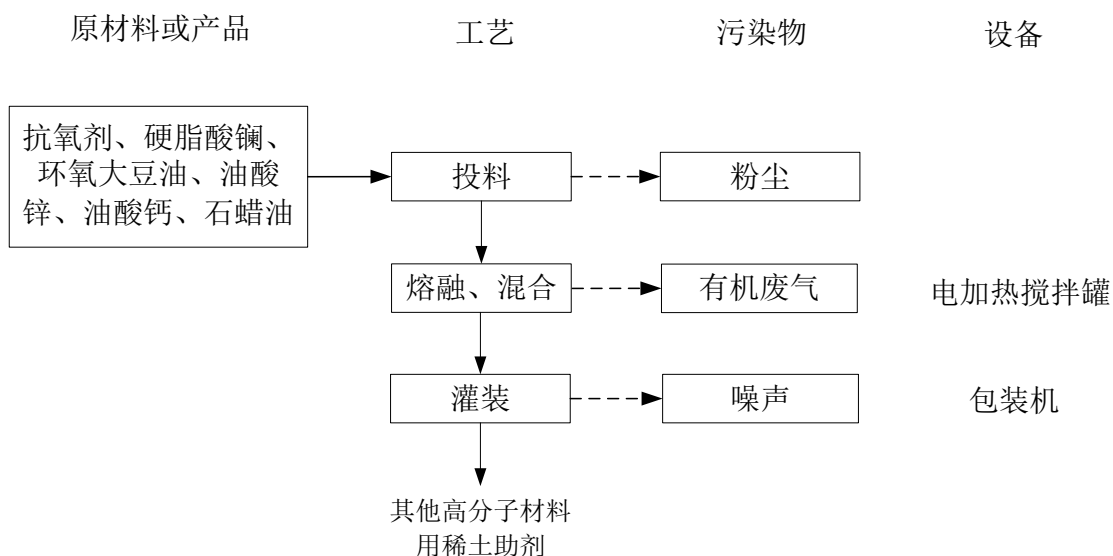 原材料或产品 工艺 污染物 设备
抗氧剂、硬脂酸镧、
环氧大豆油、油酸
锌、油酸钙、石蜡油
投料 粉尘
熔融、混合 有机废气 电加热搅拌罐
灌装 噪声 包装机
其他高分子材料
用稀土助剂